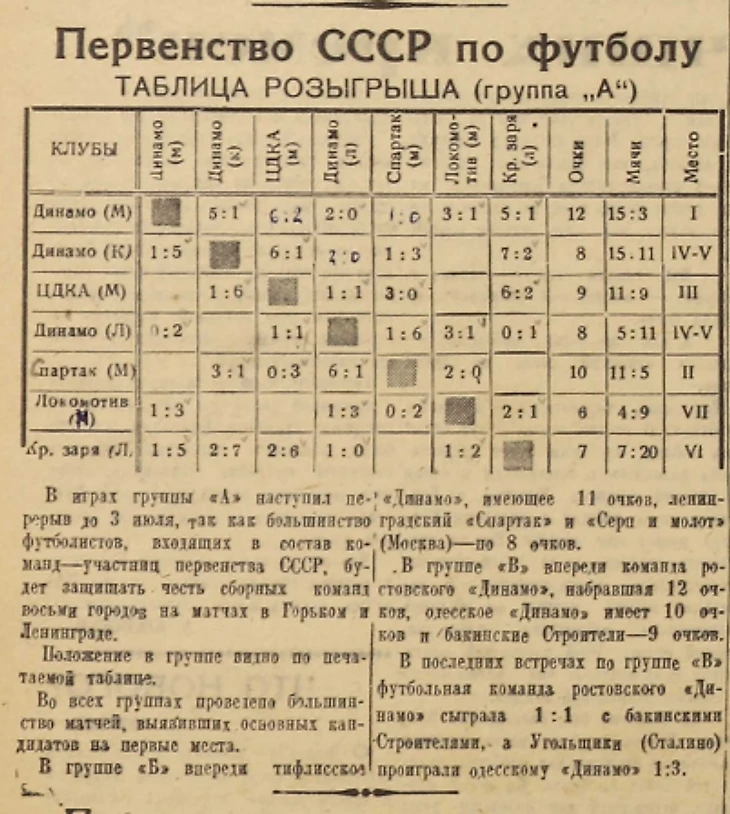 Первенство СССР по футболу
ТАБЛИЦА РОЗЫГРЫША (группа „А“)
КЛУБЫ Динамо (м) Динамо (к) ЦДКА (м) Динамо (л) Спартак (м) Локомо-тив (м) Кр. заря (л) Очки Мячи Место
Динамо (М) 5:1 6:2 2:0 1:0 3:1 5:1 12 15:3 I
Динамо (К) 1:5 6:1 2:0 1:3 7:2 8 15.11 IV-V
ЦДКА (М) 1:6 1:1 3:0 6:2 9 11:9 III
Динамо (Л) 0:2 1:1 1:6 3:1 0:1 8 5:11 IV-V
Спартак (М) 3:1 0:3 6:1 2:0 10 11:5 II
Локомотив
(М) 1:3 1:3 0:2 2:1 6 4:9 VII
Кр. заря (Л. 1:5 2:7 2:6 1:0 1:2 7 7:20 VI
В играх группы «А» наступил пе-
рерыв до 3 июля, так как большинство
футболистов, входящих в состав ко-
манд—участниц первенства СССР, бу-
дет защищать честь сборных команд
восьми городов на матчах в Горьком и
Ленинграде.
Положение в группе видно по печа-
таемой таблице.
Во всех группах проведено большин-
ство матчей, выявивших основных кан-
дидатов на первые места.
В группе «Б» впереди тифлисское
«Динамо», имеющее 11 очков, ленин-
градский «Спартак» и «Серп и молот»
(Москва)—по 8 очков.
В группе «В» впереди команда ро-
стовского «Динамо», набравшая 12 оч-
ков, одесское «Динамо» имеет 10 оч-
ков и бакинские Строители—9 очков.
В последних встречах по группе «В»
футбольная команда ростовского «Ди-
намо» сыграла 1:1 с бакинскими
Строителями, а Угольщики (Сталино)
проиграли одесскому «Динамо» 1:3.